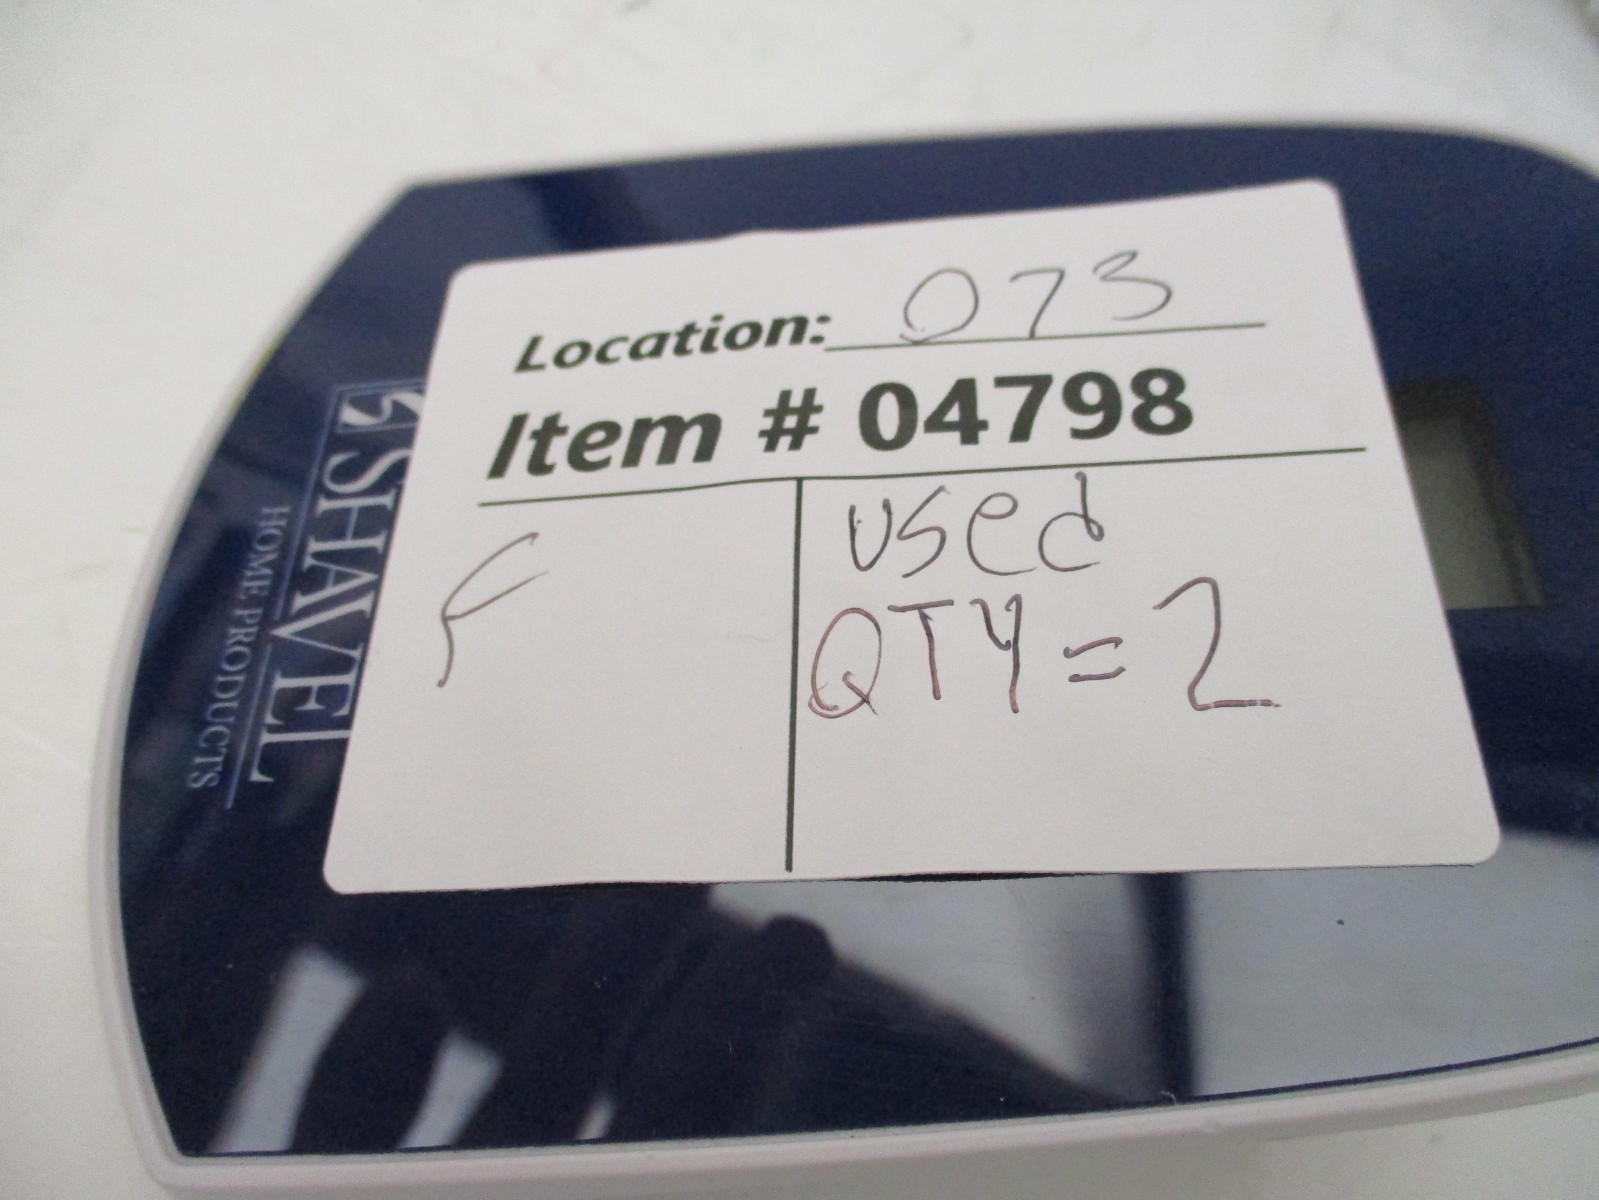 Location: 073
Item # 04798
F
used
QTY = 2
SHAVEL
HOME PRODUCTS